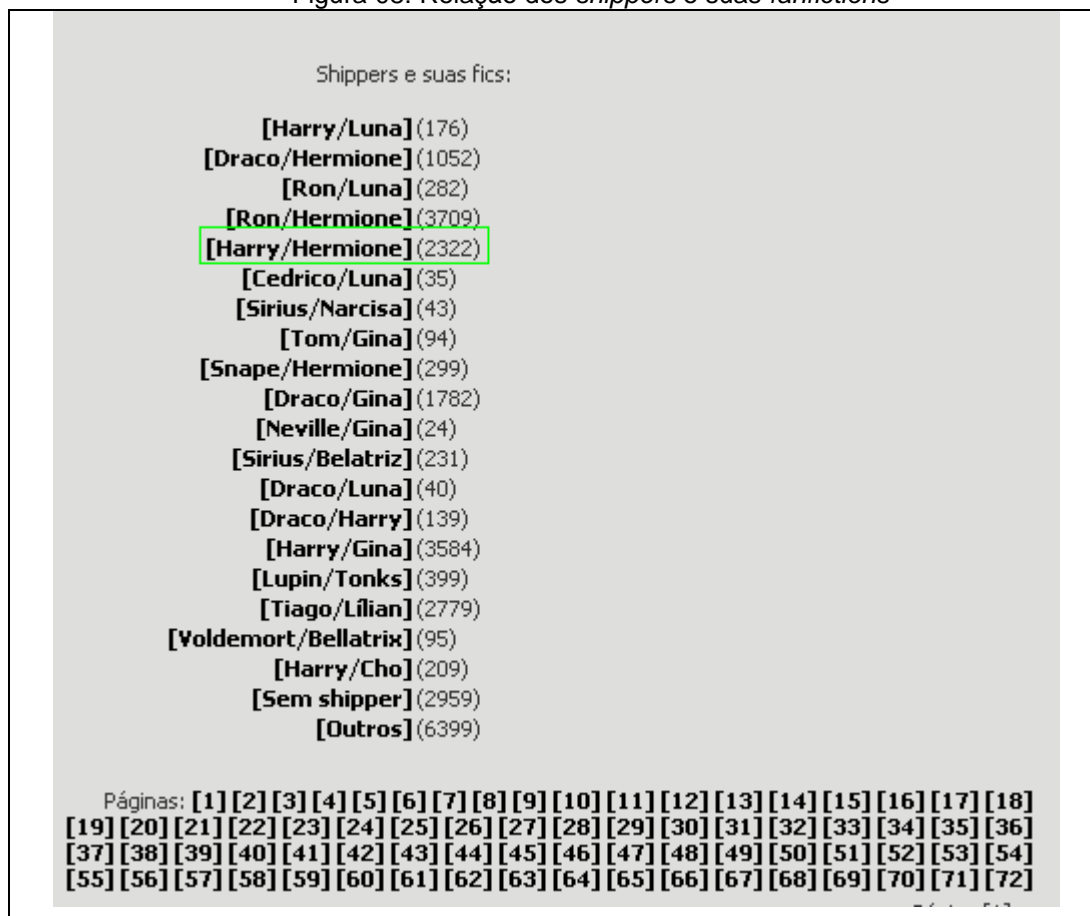 Shippers e suas fics:
[Harry/Luna] (176)
[Draco/Hermione] (1052)
[Ron/Luna] (282)
[Ron/Hermione] (3709)
[Harry/Hermione] (2322)
[Cedrico/Luna] (35)
[Sirius/Narcisa] (43)
[Tom/Gina] (94)
[Snape/Hermione] (299)
[Draco/Gina] (1782)
[Neville/Gina] (24)
[Sirius/Belatriz] (231)
[Draco/Luna] (40)
[Draco/Harry] (139)
[Harry/Gina] (3584)
[Lupin/Tonks] (399)
[Tiago/Lílian] (2779)
[Voldemort/Bellatrix] (95)
[Harry/Cho] (209)
[Sem shipper] (2959)
[Outros] (6399)
Páginas: [1] [2] [3] [4] [5] [6] [7] [8] [9] [10] [11] [12] [13] [14] [15] [16] [17] [18]
[19] [20] [21] [22] [23] [24] [25] [26] [27] [28] [29] [30] [31] [32] [33] [34] [35] [36]
[37] [38] [39] [40] [41] [42] [43] [44] [45] [46] [47] [48] [49] [50] [51] [52] [53] [54]
[55] [56] [57] [58] [59] [60] [61] [62] [63] [64] [65] [66] [67] [68] [69] [70] [71] [72]